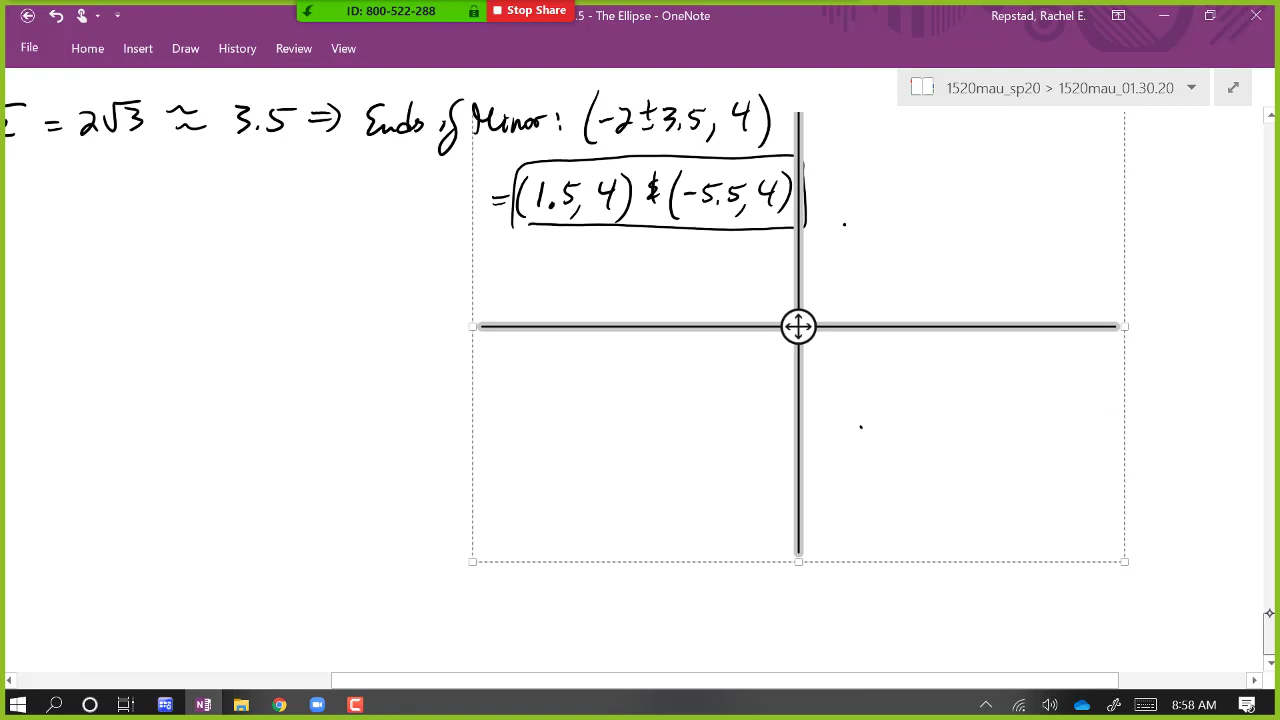 ID: 800-522-288
Stop Share
.5 - The Ellipse - OneNote
Repstad, Rachel E.
File
Home
Insert
Draw
History
Review
View
1520mau_sp20 > 1520mau_01.30.20
= 2√3 ≈ 3.5 ⇒ Ends of Minor: (-2 ± 3.5, 4)
= (1.5, 4) & (-5.5, 4)
8:58 AM